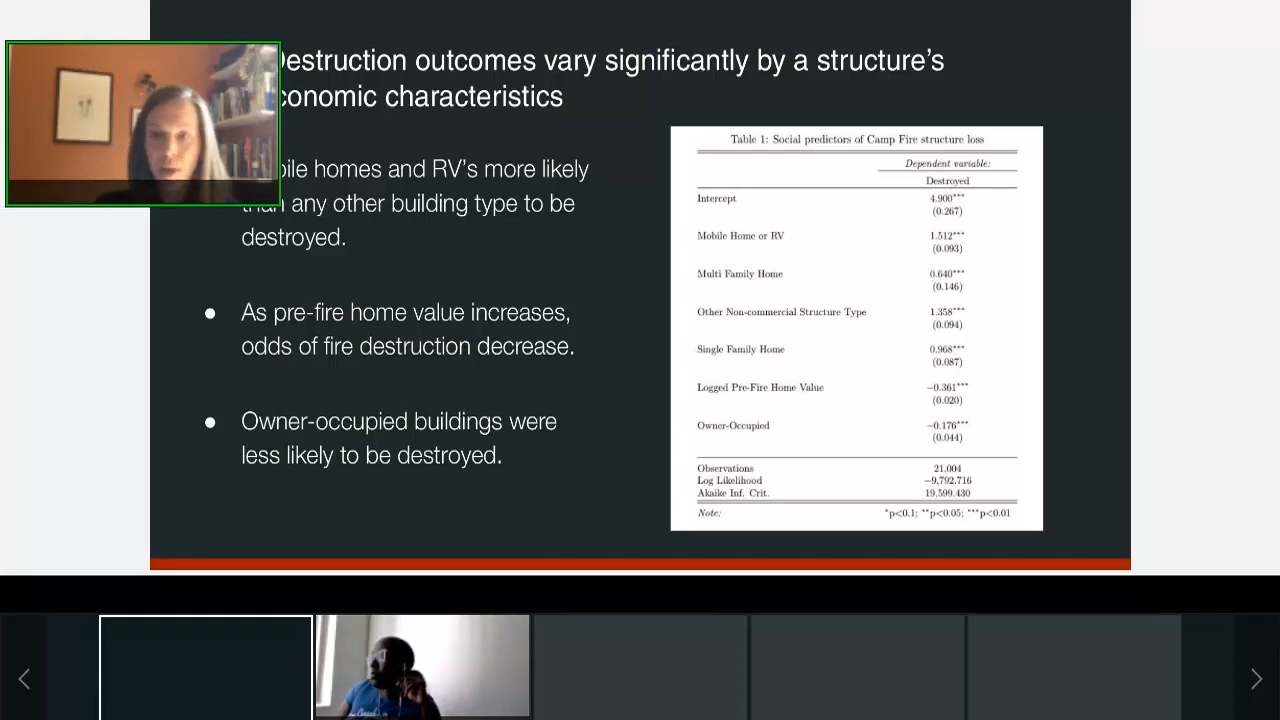 estruction outcomes vary significantly by a structure's
conomic characteristics
bile homes and RV's more likely
than any other building type to be
destroyed.
● As pre-fire home value increases,
odds of fire destruction decrease.
● Owner-occupied buildings were
less likely to be destroyed.
Table 1: Social predictors of Camp Fire structure loss
Dependent variable:
Destroyed
Intercept 4.900***
(0.267)
Mobile Home or RV 1.512***
(0.093)
Multi Family Home 0.640***
(0.146)
Other Non-commercial Structure Type 1.358***
(0.094)
Single Family Home 0.968***
(0.087)
Logged Pre-Fire Home Value −0.361***
(0.020)
Owner-Occupied −0.176***
(0.044)
Observations 21,004
Log Likelihood −9,792.716
Akaike Inf. Crit. 19,599.430
Note: *p<0.1; **p<0.05; ***p<0.01